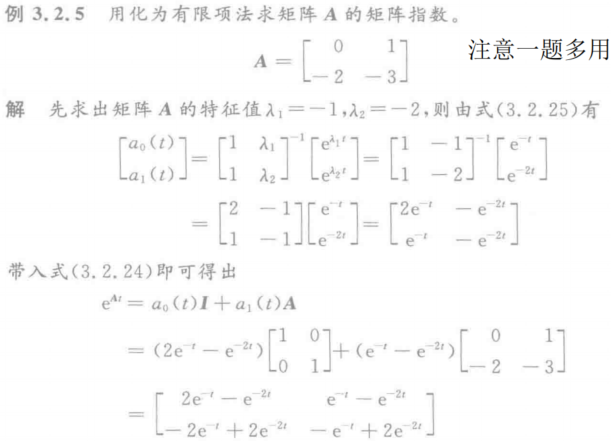 例 3.2.5 用化为有限项法求矩阵 A 的矩阵指数。
A = [0 1; -2 -3]
注意一题多用
解 先求出矩阵 A 的特征值 λ₁=-1,λ₂=-2,则由式(3.2.25)有
[a₀(t); a₁(t)] = [1 λ₁; 1 λ₂]⁻¹ [e^{λ₁t}; e^{λ₂t}] = [1 -1; 1 -2]⁻¹ [e^{-t}; e^{-2t}]
= [2 -1; 1 -1][e^{-t}; e^{-2t}] = [2e^{-t} - e^{-2t}; e^{-t} - e^{-2t}]
带入式(3.2.24)即可得出
e^{At} = a₀(t)I + a₁(t)A
= (2e^{-t} - e^{-2t})[1 0; 0 1] + (e^{-t} - e^{-2t})[0 1; -2 -3]
= [2e^{-t} - e^{-2t} e^{-t} - e^{-2t}; -2e^{-t} + 2e^{-2t} -e^{-t} + 2e^{-2t}]